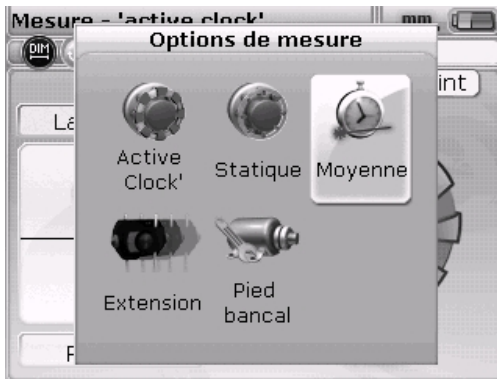 Mesure - 'active clock'
mm
DIM
Options de mesure
int
La
Active
Clock'
Statique
Moyenne
Extension
Pied
bancal